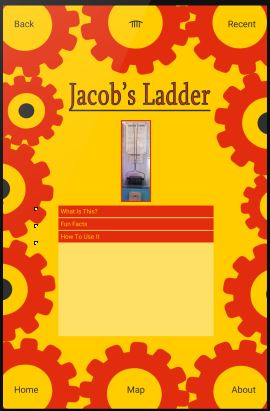 Back
Recent
Jacob's Ladder
What Is This?
Fun Facts
How To Use It
Home
Map
About